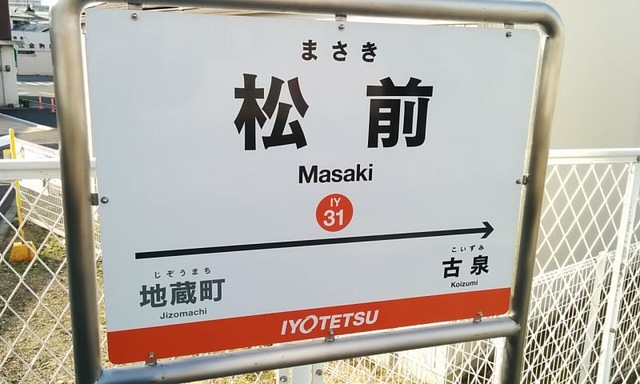 まさき
松前
Masaki
IY
31
じぞうまち
地蔵町
Jizomachi
こいずみ
古泉
Koizumi
IYOTETSU